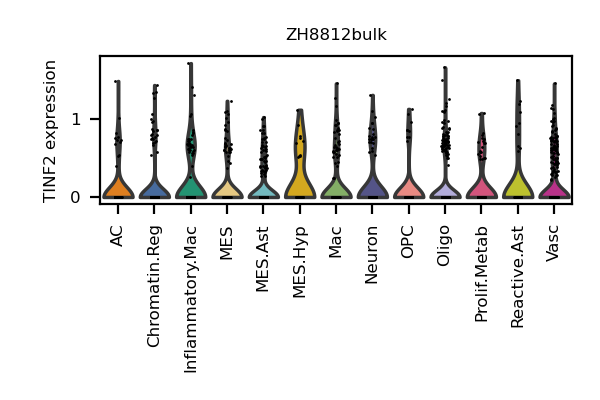 ZH8812bulk
TINF2 expression
1
0
AC
Chromatin.Reg
Inflammatory.Mac
MES
MES.Ast
MES.Hyp
Mac
Neuron
OPC
Oligo
Prolif.Metab
Reactive.Ast
Vasc